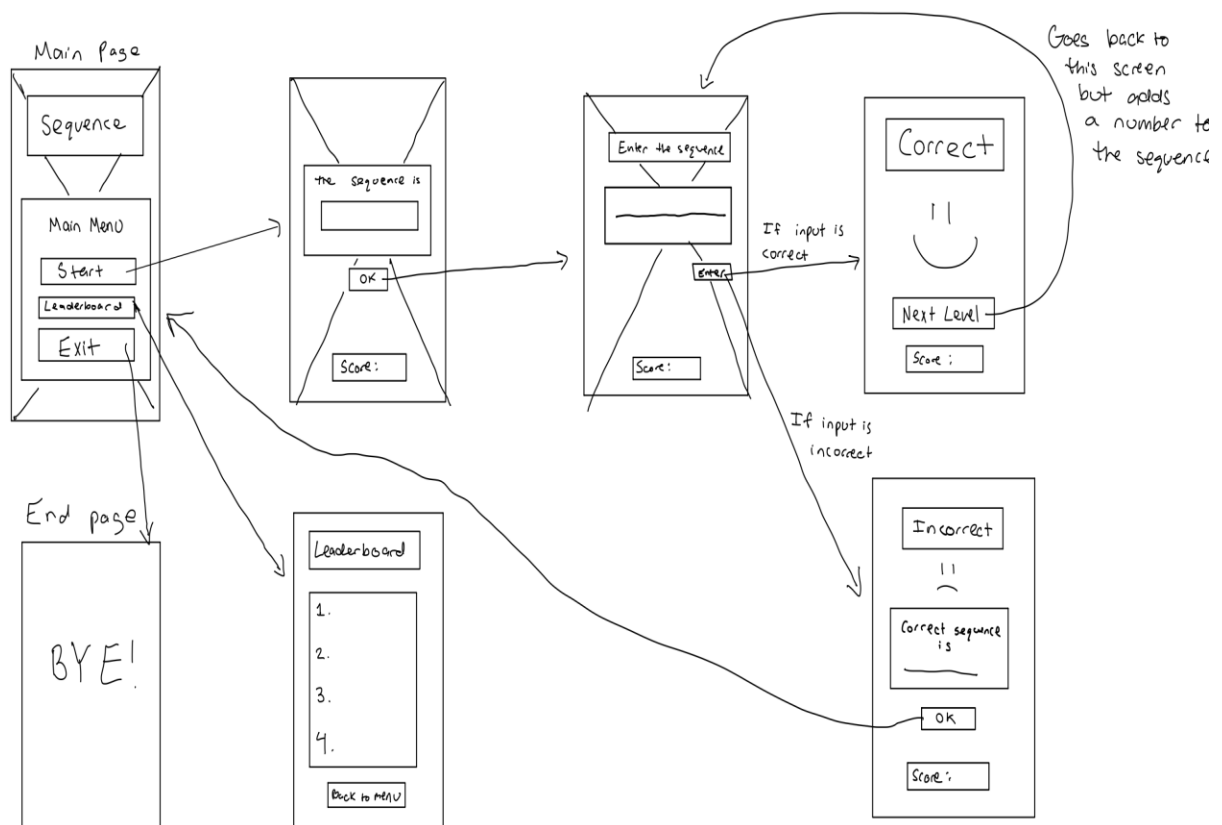 Main Page
Sequence
Main Menu
Start
Leaderboard
Exit
the sequence is
OK
Score:
Enter the sequence
Enter
Score:
If input is
correct
Correct
Next Level
Score :
Goes back to
this screen
but adds
a number to
the sequence
If input is
incorrect
End page
BYE!
Leaderboard
1.
2.
3.
4.
Back to menu
Incorrect
Correct sequence
is
OK
Score: